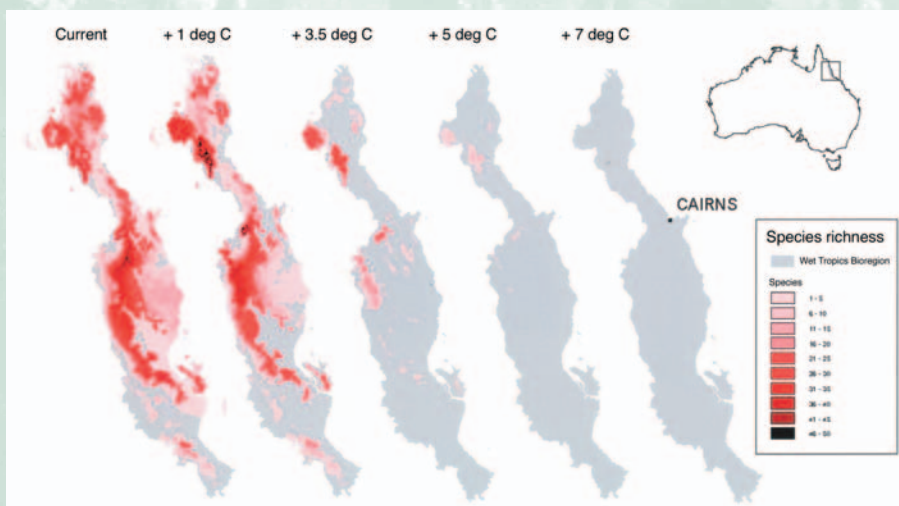 Current + 1 deg C + 3.5 deg C + 5 deg C + 7 deg C
CAIRNS
Species richness
Wet Tropics Bioregion
Species
1 - 5
6 - 10
11 - 15
16 - 20
21 - 25
26 - 30
31 - 35
36 - 40
41 - 45
46 - 50